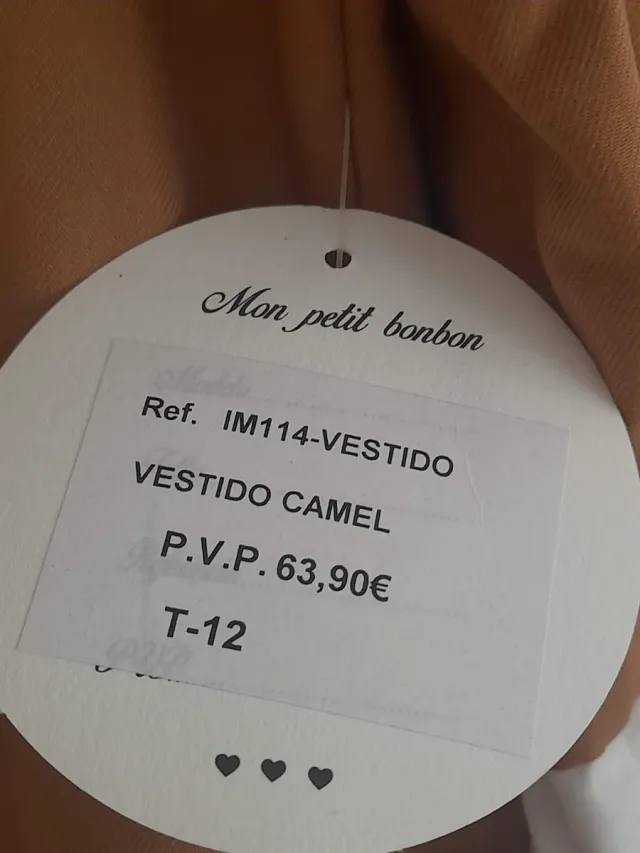 Mon petit bonbon
Ref. IM114-VESTIDO
VESTIDO CAMEL
P.V.P. 63,90€
T-12